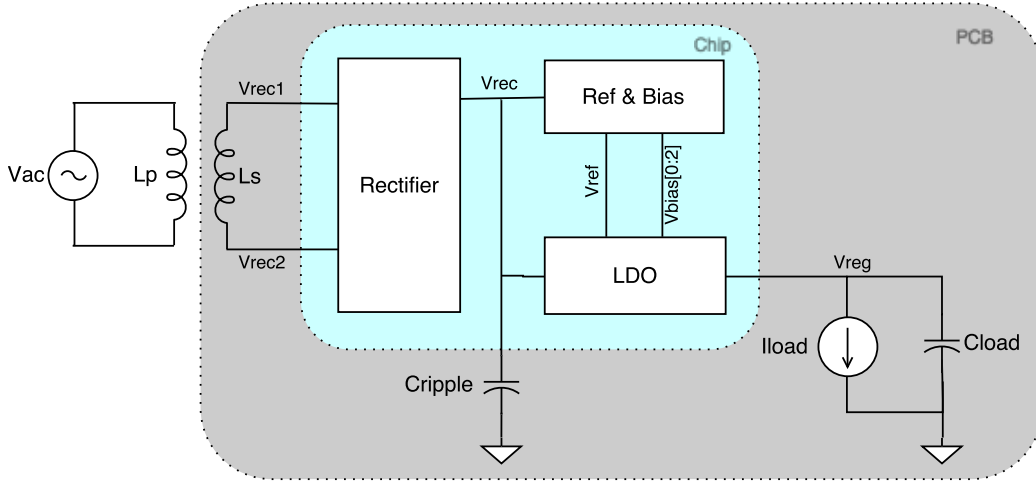 PCB
Chip
Vrec1
Vrec
Ref & Bias
Vac
Lp
Ls
Rectifier
Vref
Vbias[0:2]
Vrec2
LDO
Vreg
Iload
Cload
Cripple